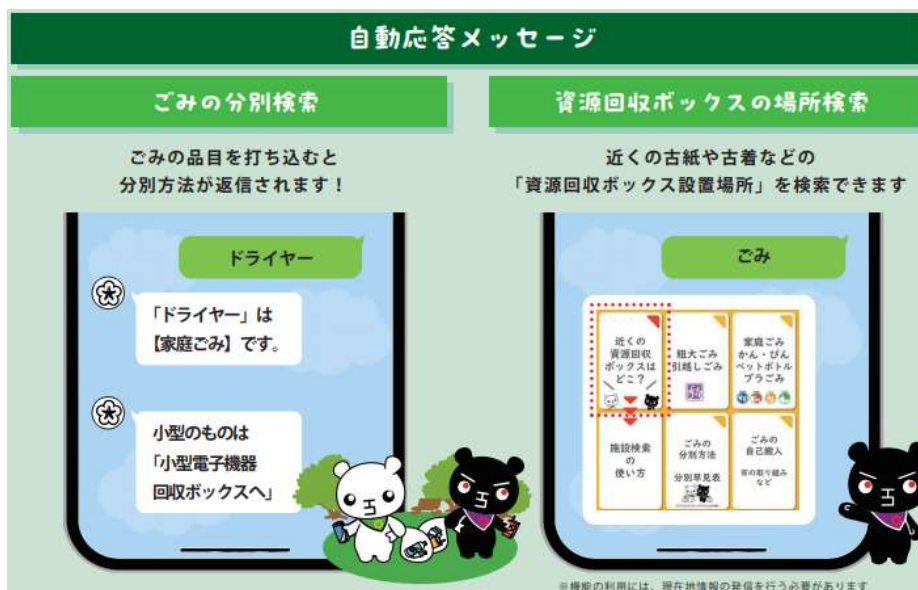 自動応答メッセージ
ごみの分別検索
ごみの品目を打ち込むと
分別方法が返信されます！
ドライヤー
「ドライヤー」は
【家庭ごみ】です。
小型のものは
「小型電子機器
回収ボックスへ」
資源回収ボックスの場所検索
近くの古紙や古着などの
「資源回収ボックス設置場所」を検索できます
ごみ
近くの
資源回収
ボックスは
どこ？
粗大ごみ
引越しごみ
家庭ごみ
かん・びん
ペットボトル
プラごみ
施設検索
の
使い方
ごみの
分別方法
分別早見表
ごみの
自己搬入
市の取り組み
など
※機能の利用には、現在地情報の発信を行う必要があります